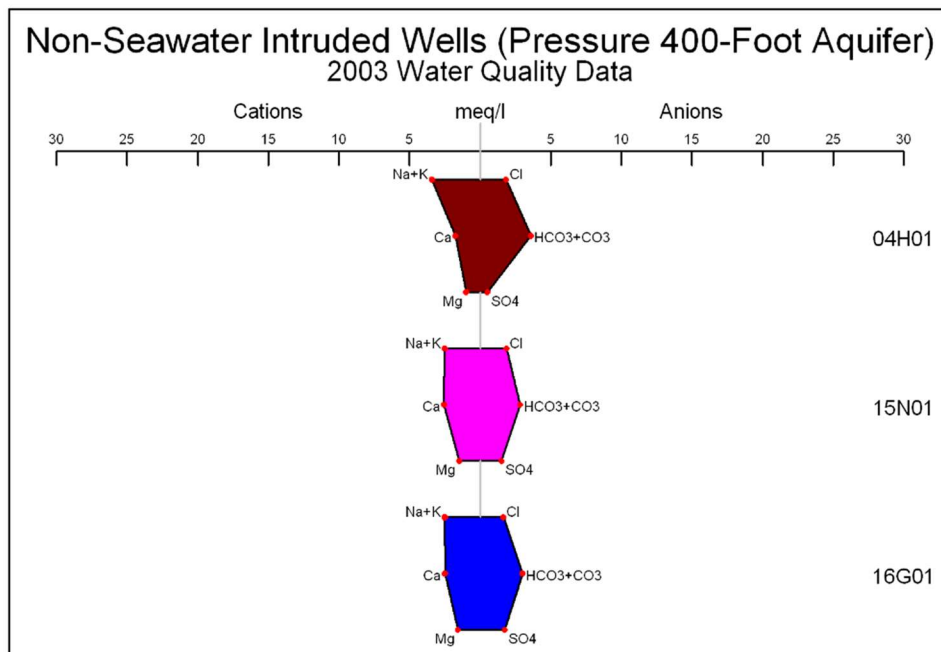 Non-Seawater Intruded Wells (Pressure 400-Foot Aquifer)
2003 Water Quality Data
Cations meq/l Anions
30 25 20 15 10 5 5 10 15 20 25 30
Na+K Cl
Ca HCO3+CO3 04H01
Mg SO4
Na+K Cl
Ca HCO3+CO3 15N01
Mg SO4
Na+K Cl
Ca HCO3+CO3 16G01
Mg SO4